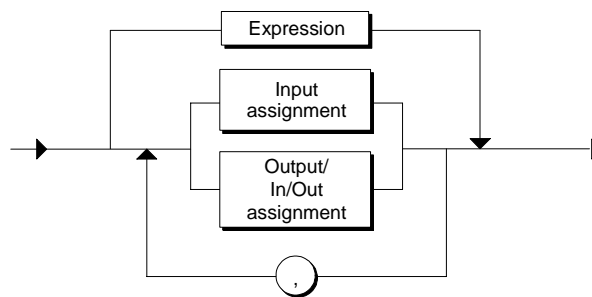 Expression
Input
assignment
Output/
In/Out
assignment
,